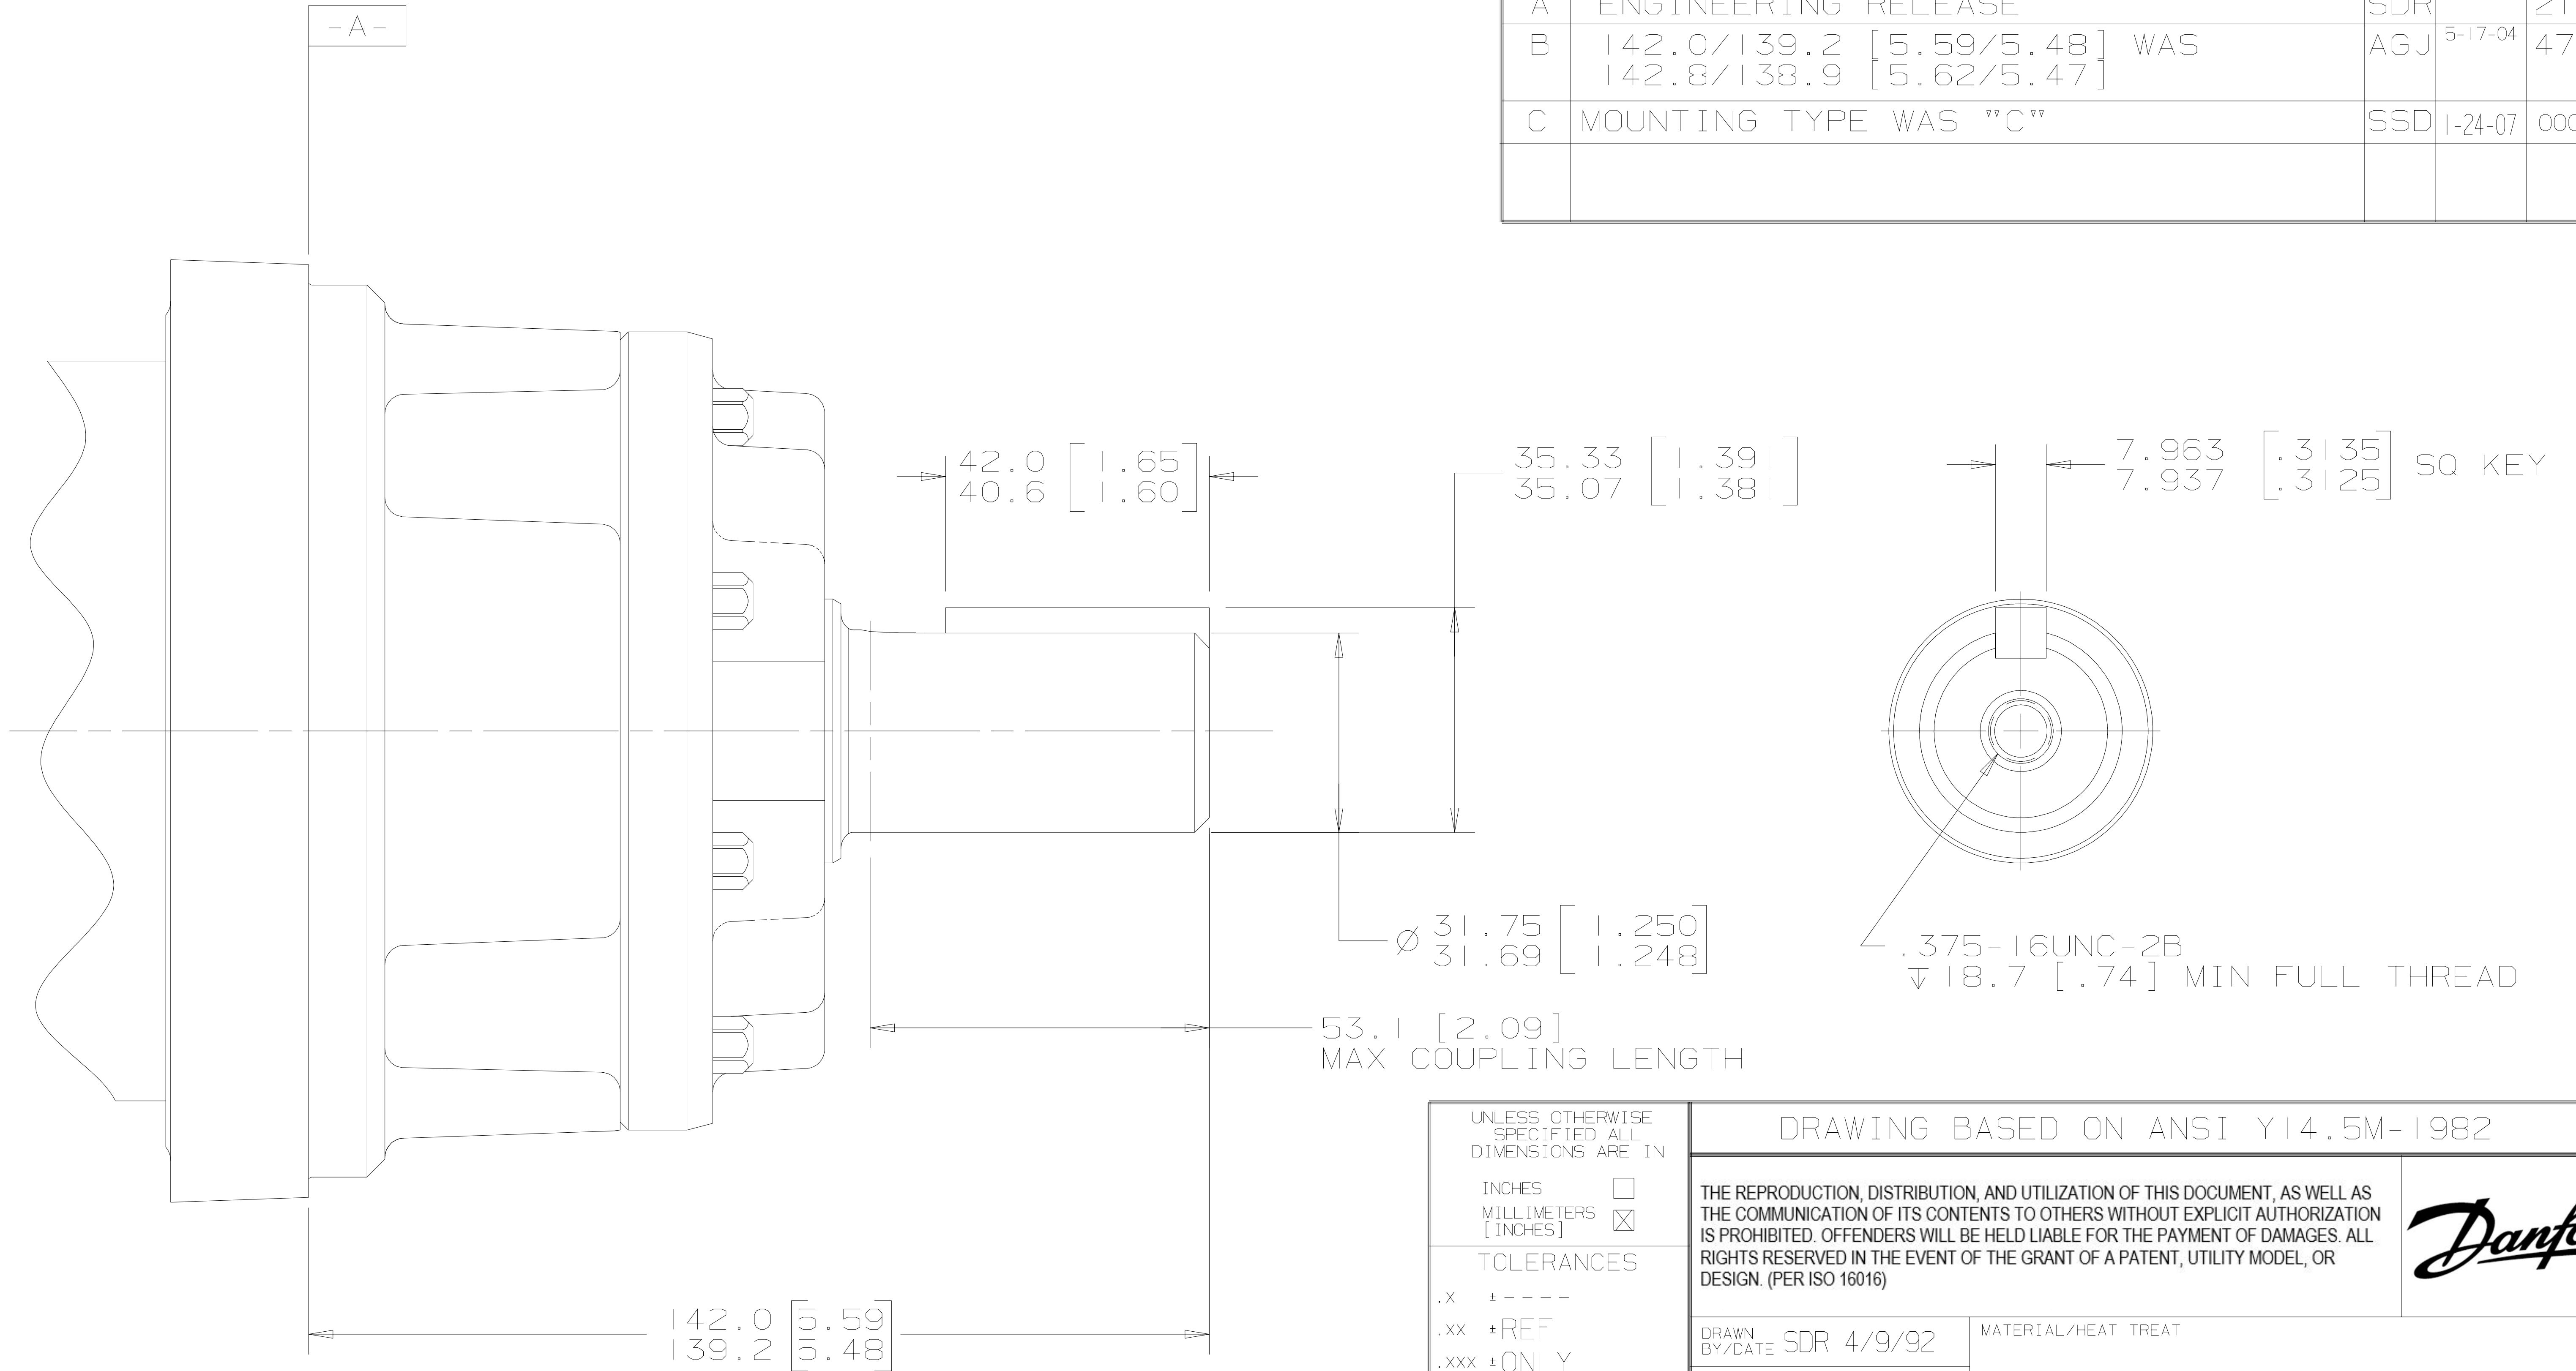 -A-
A ENGINEERING RELEASE SDR
B 142.0/139.2 [5.59/5.48] WAS AGJ 5-17-04 47
142.8/138.9 [5.62/5.47]
C MOUNTING TYPE WAS "C" SSD 1-24-07 000
42.0 [1.65]
40.6 [1.60]
35.33 [1.391]
35.07 [1.381]
7.963 [.3135] SQ KEY
7.937 [.3125]
Ø 31.75 [1.250]
31.69 [1.248]
.375-16UNC-2B
↧ 18.7 [.74] MIN FULL THREAD
53.1 [2.09]
MAX COUPLING LENGTH
142.0 [5.59]
139.2 [5.48]
UNLESS OTHERWISE
SPECIFIED ALL
DIMENSIONS ARE IN
INCHES
MILLIMETERS
[INCHES]
TOLERANCES
.X ±----
.XX ±REF
.XXX ±ONLY
DRAWING BASED ON ANSI Y14.5M-1982
THE REPRODUCTION, DISTRIBUTION, AND UTILIZATION OF THIS DOCUMENT, AS WELL AS
THE COMMUNICATION OF ITS CONTENTS TO OTHERS WITHOUT EXPLICIT AUTHORIZATION
IS PROHIBITED. OFFENDERS WILL BE HELD LIABLE FOR THE PAYMENT OF DAMAGES. ALL
RIGHTS RESERVED IN THE EVENT OF THE GRANT OF A PATENT, UTILITY MODEL, OR
DESIGN. (PER ISO 16016)
DRAWN
BY/DATE SDR 4/9/92
MATERIAL/HEAT TREAT